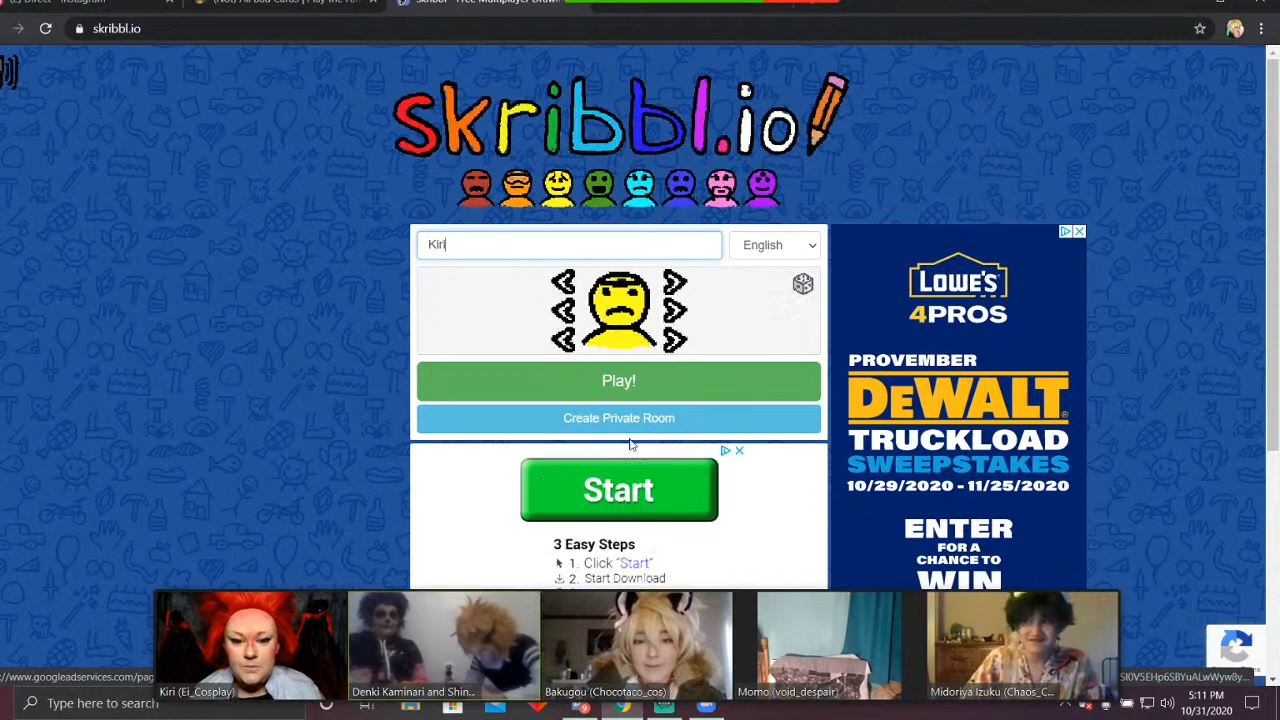 skribbl.io
skribbl.io
Kiri
English
Play!
Create Private Room
Start
3 Easy Steps
1. Click "Start"
2. Start Download
LOWE'S
4PROS
PROVEMBER
DEWALT
TRUCKLOAD
SWEEPSTAKES
10/29/2020 - 11/25/2020
ENTER
FOR A
CHANCE TO
WIN
Kiri (Ei_Cosplay)
Denki Kaminari and Shin...
Bakugou (Chocotaco_cos)
Momo (void_despair)
Midoriya Izuku (Chaos_C...
Type here to search
5:11 PM
10/31/2020